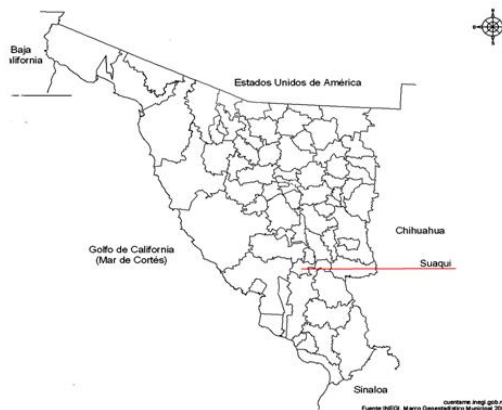 Baja
alifornia
Estados Unidos de América
Golfo de California
(Mar de Cortés)
Chihuahua
Suaqui
Sinaloa
cuentame.inegi.gob.m
Fuente INEGI. Marco Geoestadístico Municipal 20